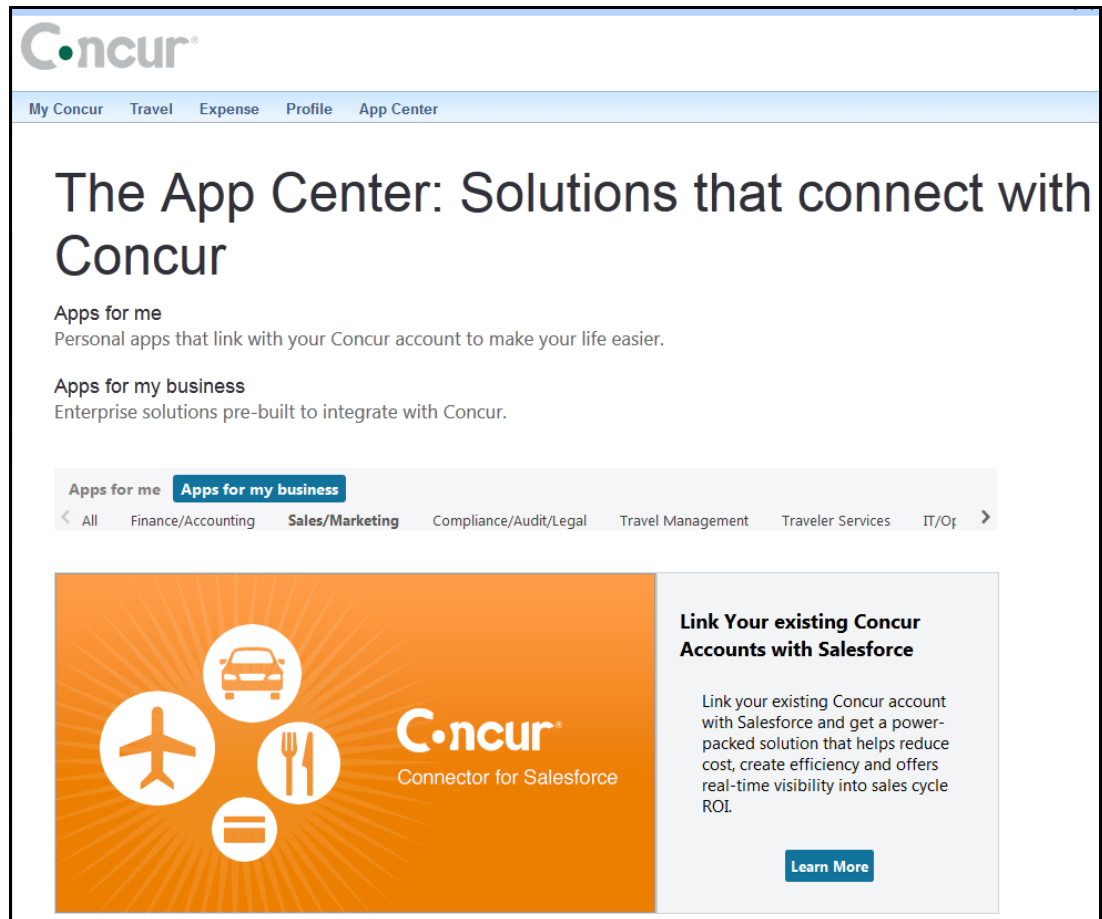 Concur®
My Concur Travel Expense Profile App Center
The App Center: Solutions that connect with
Concur
Apps for me
Personal apps that link with your Concur account to make your life easier.
Apps for my business
Enterprise solutions pre-built to integrate with Concur.
Apps for me Apps for my business
< All Finance/Accounting Sales/Marketing Compliance/Audit/Legal Travel Management Traveler Services IT/Op >
Concur®
Connector for Salesforce
Link Your existing Concur
Accounts with Salesforce
Link your existing Concur account
with Salesforce and get a power-
packed solution that helps reduce
cost, create efficiency and offers
real-time visibility into sales cycle
ROI.
Learn More